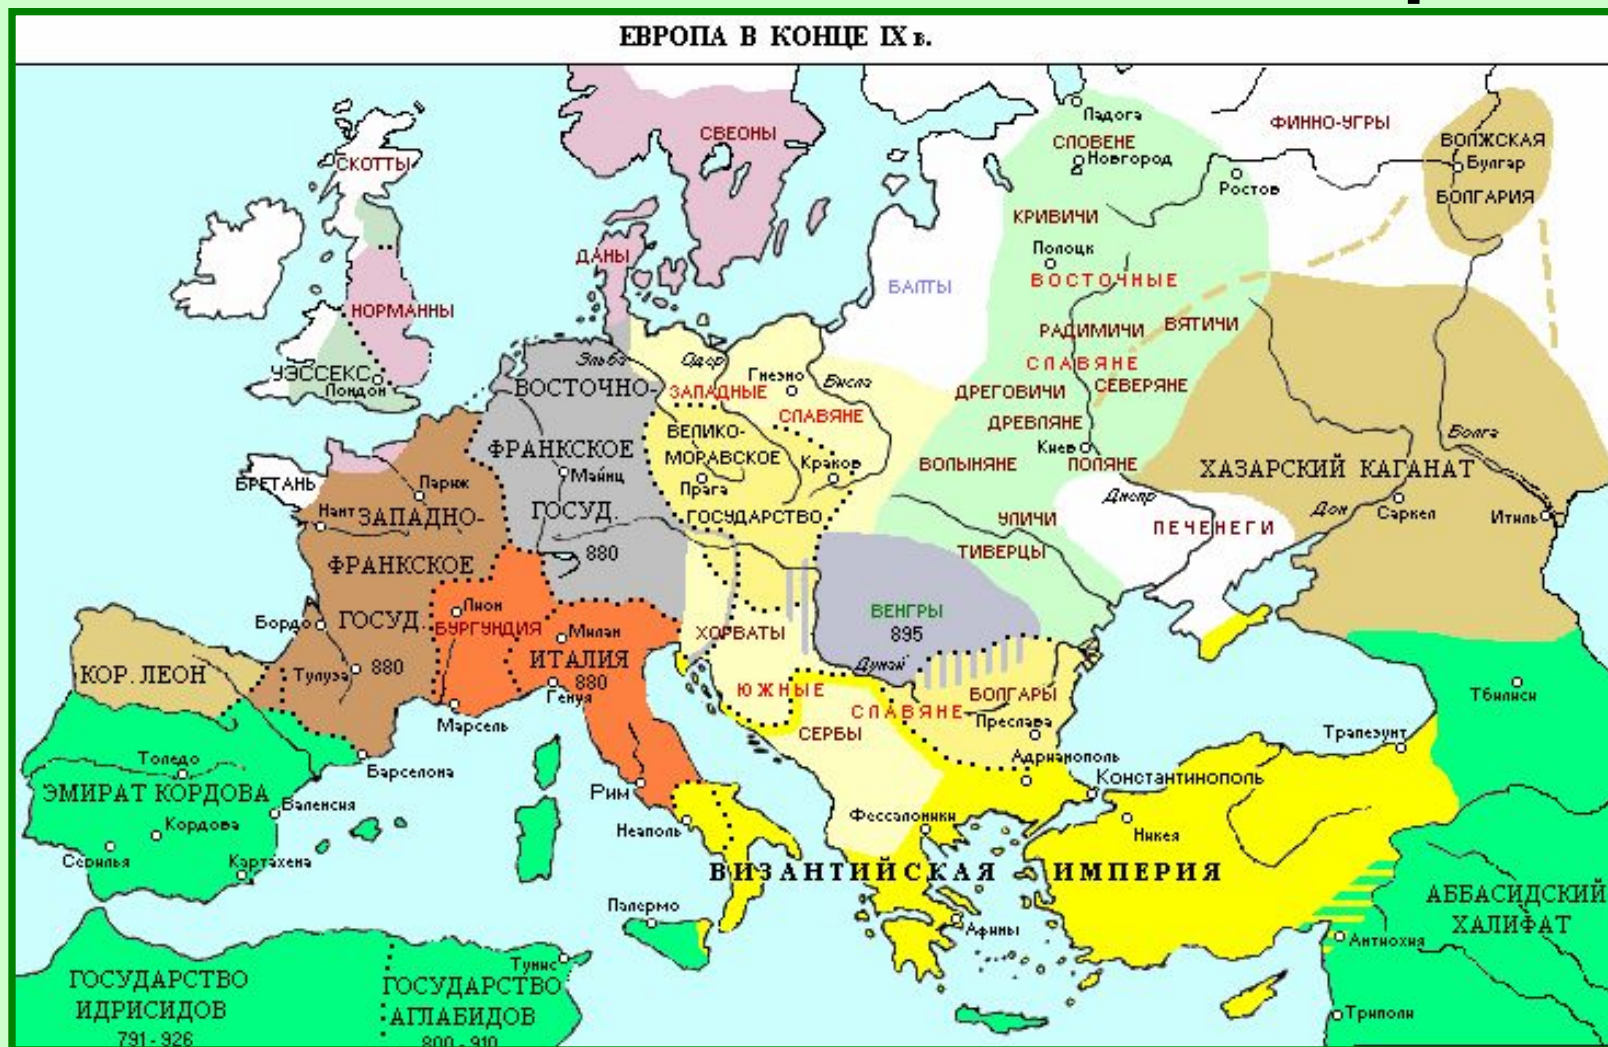 ЕВРОПА В КОНЦЕ IX в.
СВЕОНЫ
Ладога
СЛОВЕНЕ
Новгород
ФИННО-УГРЫ
ВОЛЖСКАЯ
Булгар
БОЛГАРИЯ
Ростов
СКОТТЫ
КРИВИЧИ
Полоцк
ДАНЫ
БАЛТЫ
ВОСТОЧНЫЕ
НОРМАННЫ
РАДИМИЧИ
ВЯТИЧИ
СЛАВЯНЕ
СЕВЕРЯНЕ
УЭССЕКС
Лондон
Эльба
Одер
Гнезно
Висла
ВОСТОЧНО-
ФРАНКСКОЕ
Майнц
ГОСУД.
880
ЗАПАДНЫЕ
СЛАВЯНЕ
ДРЕГОВИЧИ
ДРЕВЛЯНЕ
Киев
ПОЛЯНЕ
ВОЛЫНЯНЕ
ВЕЛИКО-
МОРАВСКОЕ
Краков
Прага
ГОСУДАРСТВО
Волга
ХАЗАРСКИЙ КАГАНАТ
Днепр
Дон
Саркел
Итиль
ПЕЧЕНЕГИ
УЛИЧИ
ТИВЕРЦЫ
БРЕТАНЬ
Париж
Нант
ЗАПАДНО-
ФРАНКСКОЕ
ГОСУД.
880
Бордо
Тулуза
Лион
БУРГУНДИЯ
Милан
ИТАЛИЯ
880
Генуя
Марсель
ХОРВАТЫ
ВЕНГРЫ
895
Дунай
ЮЖНЫЕ
СЛАВЯНЕ
СЕРБЫ
БОЛГАРЫ
Преслава
Адрианополь
Константинополь
Трапезунт
Тбилиси
КОР. ЛЕОН
Толедо
Барселона
ЭМИРАТ КОРДОВА
Валенсия
Кордова
Севилья
Картахена
Рим
Неаполь
Фессалоники
Никея
ВИЗАНТИЙСКАЯ ИМПЕРИЯ
Палермо
Афины
АББАСИДСКИЙ
ХАЛИФАТ
Антиохия
Триполи
Тунис
ГОСУДАРСТВО
ИДРИСИДОВ
791-926
ГОСУДАРСТВО
АГЛАБИДОВ
800-910